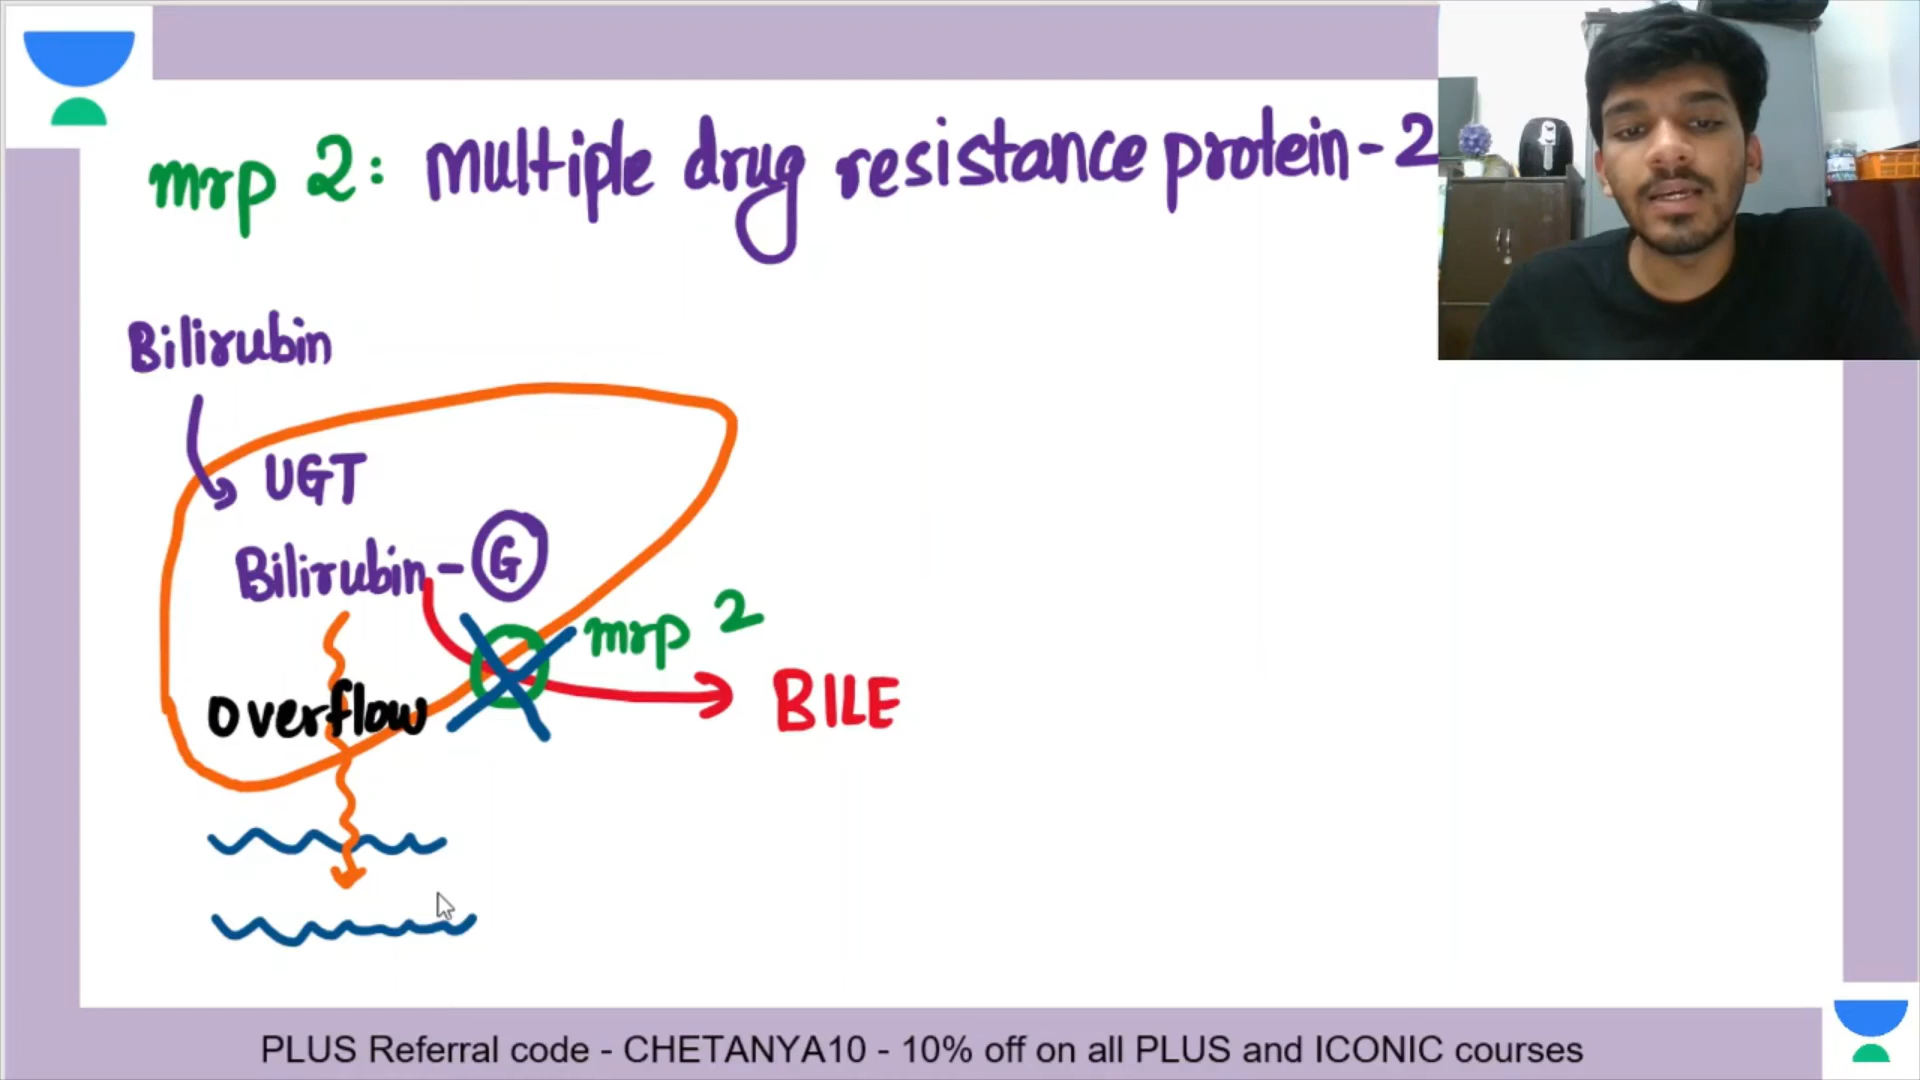 mrp 2: multiple drug resistance protein-2
Bilirubin
UGT
Bilirubin - G
mrp 2
overflow
BILE
PLUS Referral code - CHETANYA10 - 10% off on all PLUS and ICONIC courses